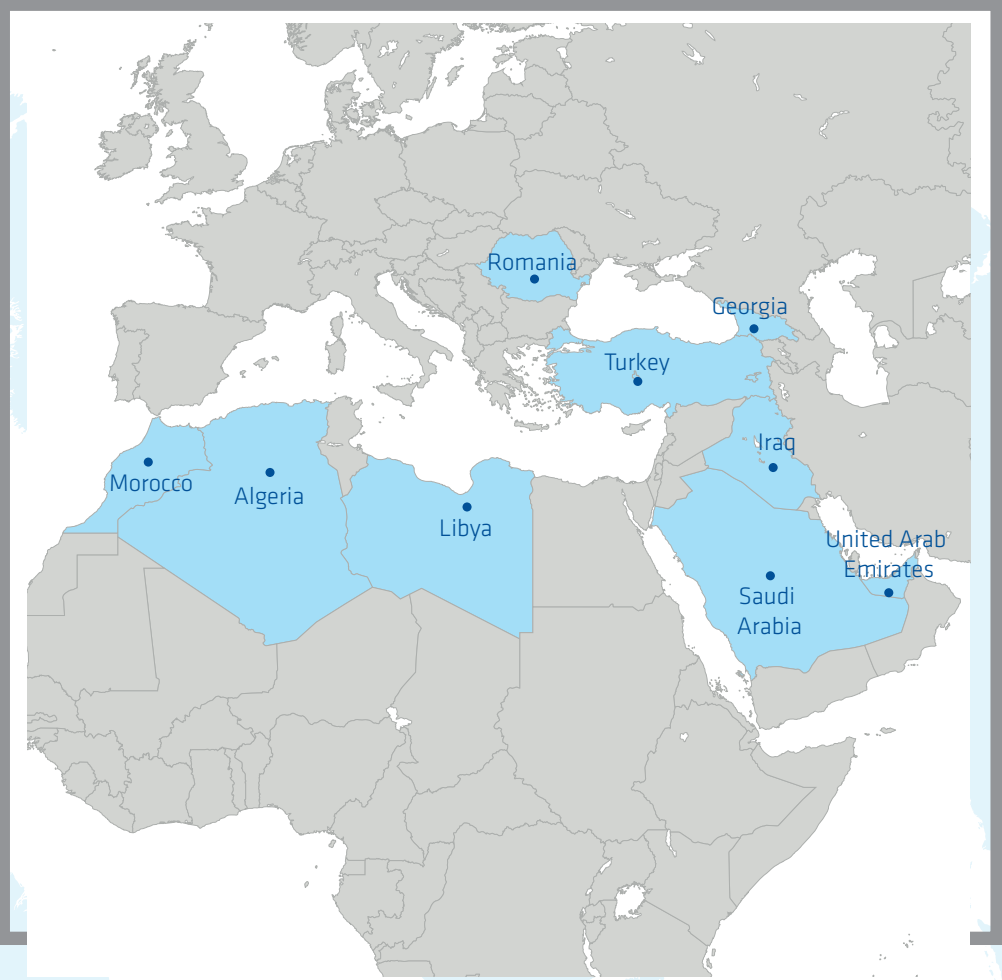 Romania
Georgia
Turkey
Iraq
Morocco
Algeria
Libya
United Arab
Emirates
Saudi
Arabia